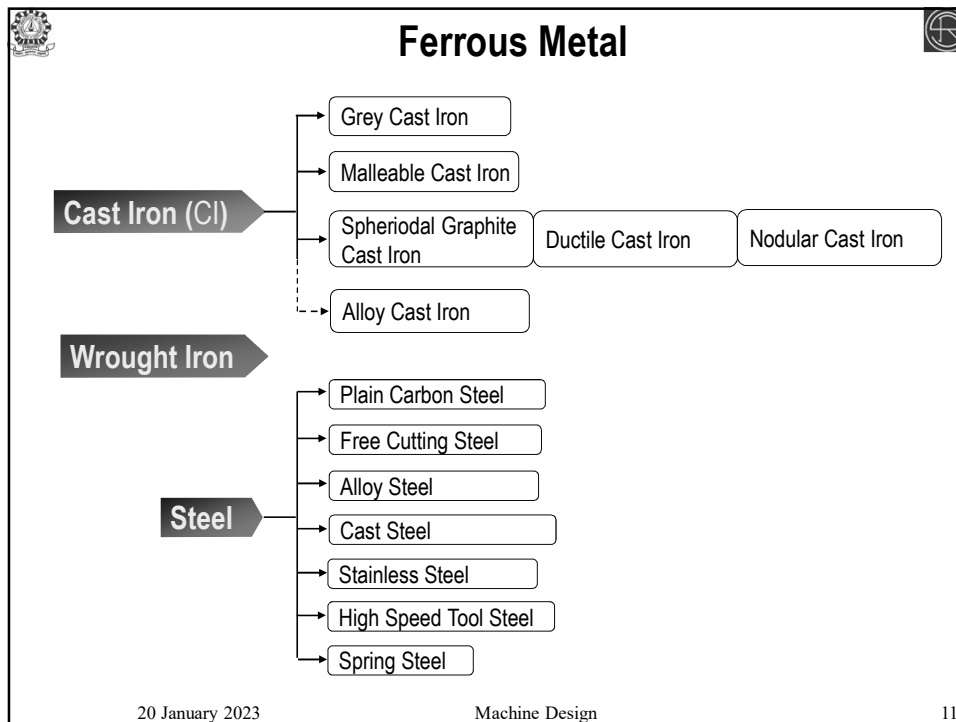 Ferrous Metal
Grey Cast Iron
Malleable Cast Iron
Cast Iron (CI)
Spheriodal Graphite
Cast Iron
Ductile Cast Iron
Nodular Cast Iron
Alloy Cast Iron
Wrought Iron
Plain Carbon Steel
Free Cutting Steel
Alloy Steel
Steel
Cast Steel
Stainless Steel
High Speed Tool Steel
Spring Steel
20 January 2023
Machine Design
11